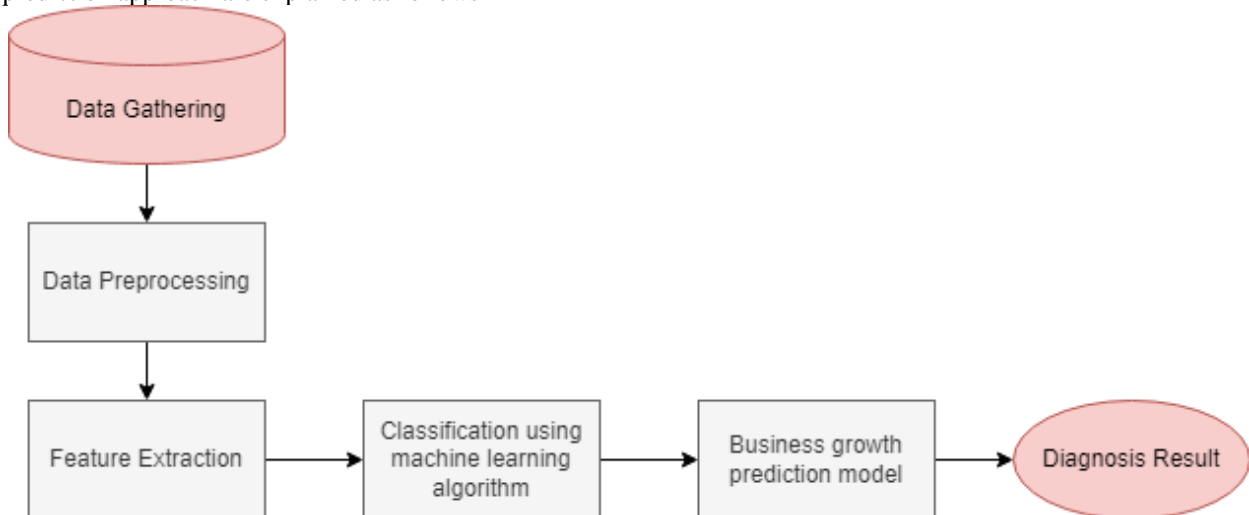 Data Gathering
Data Preprocessing
Feature Extraction
Classification using
machine learning
algorithm
Business growth
prediction model
Diagnosis Result